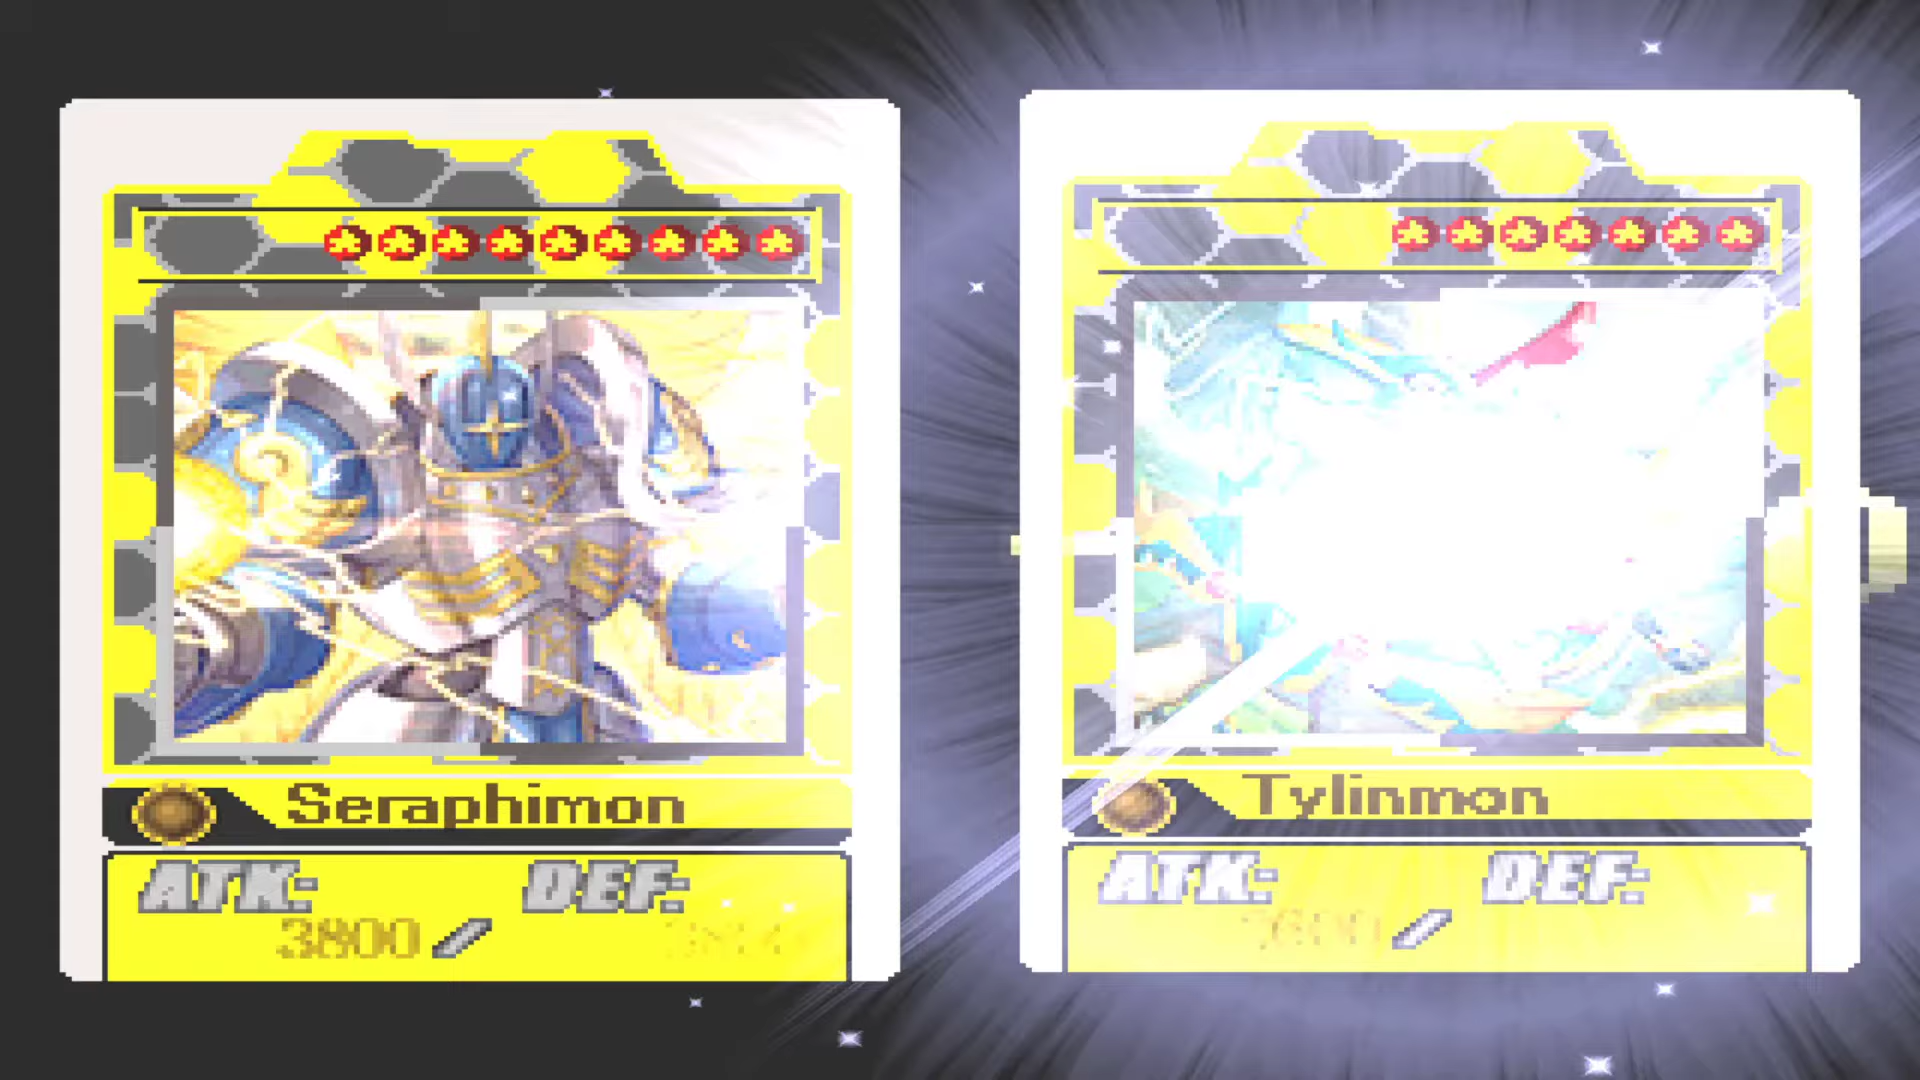 Seraphimon
ATK: DEF:
3800 /
Tylinmon
ATK: DEF:
/